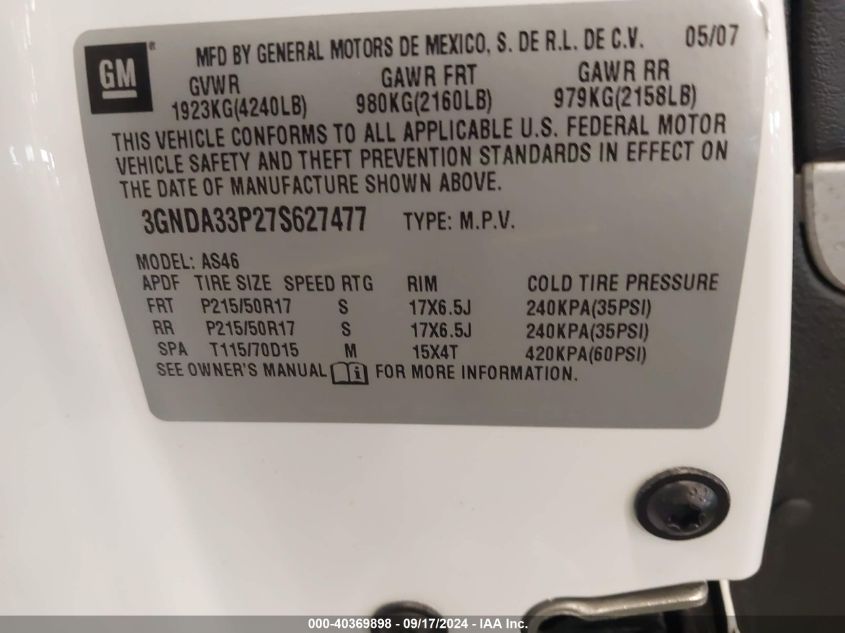 GM® MFD BY GENERAL MOTORS DE MEXICO, S. DE R.L. DE C.V. 05/07
GVWR GAWR FRT GAWR RR
1923KG(4240LB) 980KG(2160LB) 979KG(2158LB)
THIS VEHICLE CONFORMS TO ALL APPLICABLE U.S. FEDERAL MOTOR
VEHICLE SAFETY AND THEFT PREVENTION STANDARDS IN EFFECT ON
THE DATE OF MANUFACTURE SHOWN ABOVE.
3GNDA33P27S627477 TYPE: M.P.V.
MODEL: AS46
APDF TIRE SIZE SPEED RTG RIM COLD TIRE PRESSURE
FRT P215/50R17 S 17X6.5J 240KPA(35PSI)
RR P215/50R17 S 17X6.5J 240KPA(35PSI)
SPA T115/70D15 M 15X4T 420KPA(60PSI)
SEE OWNER'S MANUAL i FOR MORE INFORMATION.
000-40369898 - 09/17/2024 - IAA Inc.